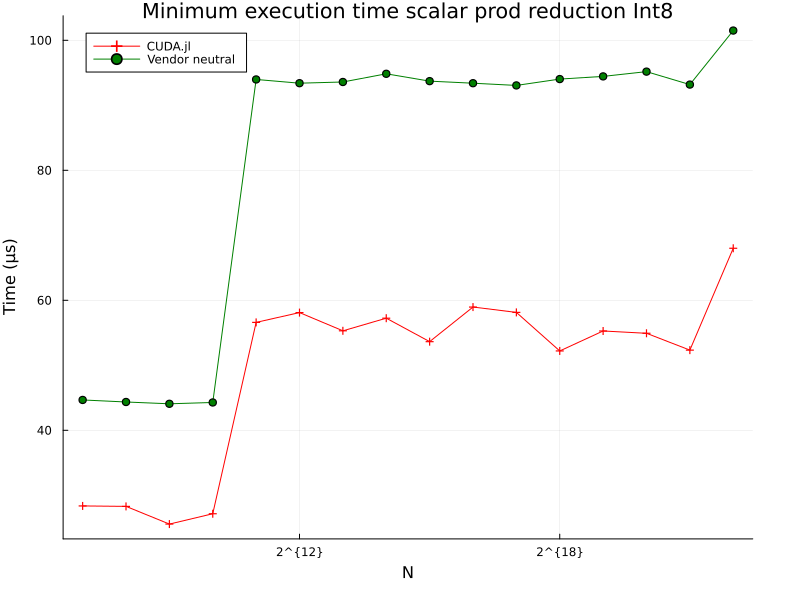 Minimum execution time scalar prod reduction Int8
CUDA.jl
Vendor neutral
100
80
60
40
Time (µs)
2^{12}
2^{18}
N